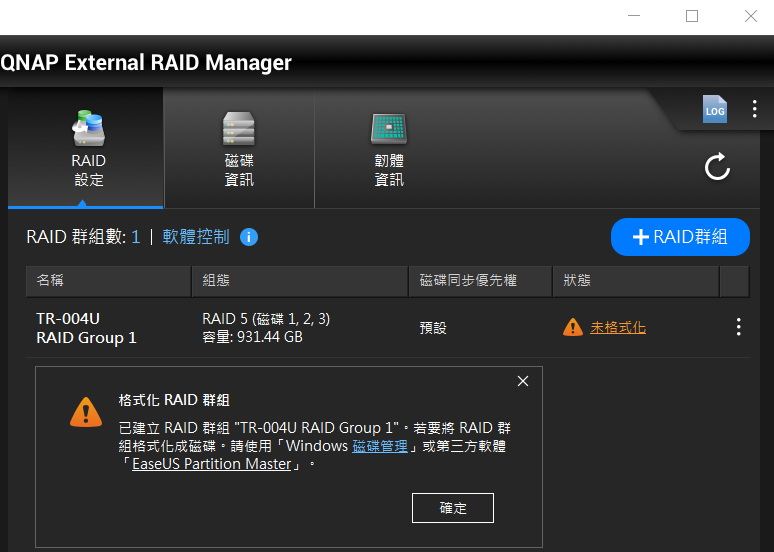 QNAP External RAID Manager
LOG
RAID
設定
磁碟
資訊
韌體
資訊
RAID 群組數: 1 | 軟體控制
RAID群組
名稱
組態
磁碟同步優先權
狀態
TR-004U
RAID Group 1
RAID 5 (磁碟 1, 2, 3)
容量: 931.44 GB
預設
未格式化
格式化 RAID 群組
已建立 RAID 群組 "TR-004U RAID Group 1"。若要將 RAID 群
組格式化成磁碟。請使用「Windows 磁碟管理」或第三方軟體
「EaseUS Partition Master」。
確定